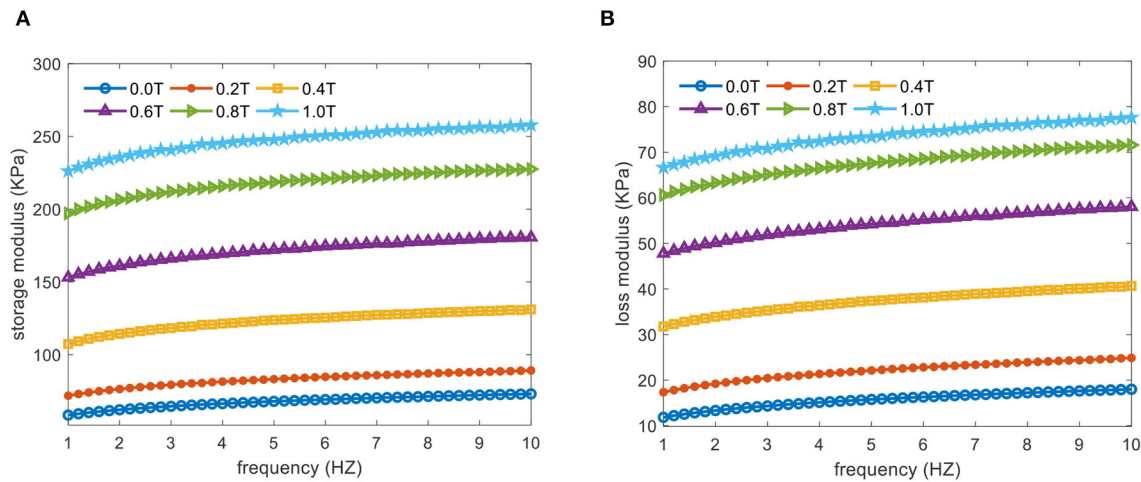 A
storage modulus (KPa)
300
250
200
150
100
0.0T 0.2T 0.4T
0.6T 0.8T 1.0T
1 2 3 4 5 6 7 8 9 10
frequency (HZ)
B
loss modulus (KPa)
90
80
70
60
50
40
30
20
10
0.0T 0.2T 0.4T
0.6T 0.8T 1.0T
1 2 3 4 5 6 7 8 9 10
frequency (HZ)